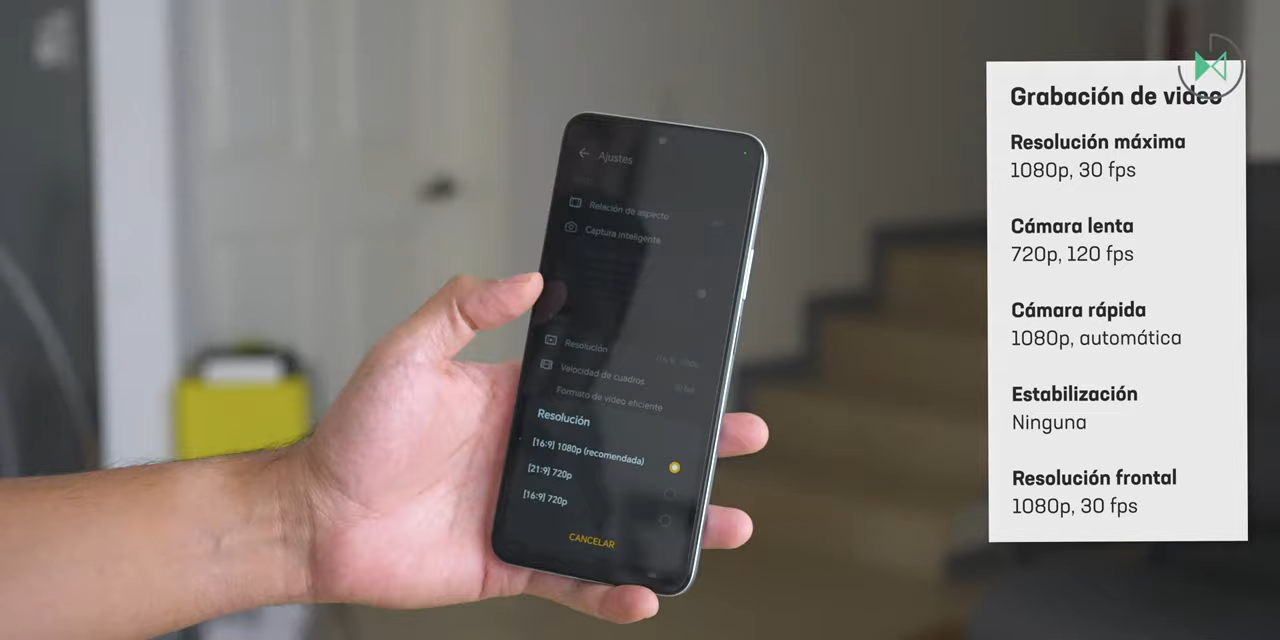 Ajustes
Relación de aspecto
Captura inteligente
Resolución
Velocidad de cuadros
Formato de video eficiente
Resolución
[16:9] 1080p (recomendada)
[21:9] 720p
[16:9] 720p
CANCELAR
Grabación de video
Resolución máxima
1080p, 30 fps
Cámara lenta
720p, 120 fps
Cámara rápida
1080p, automática
Estabilización
Ninguna
Resolución frontal
1080p, 30 fps